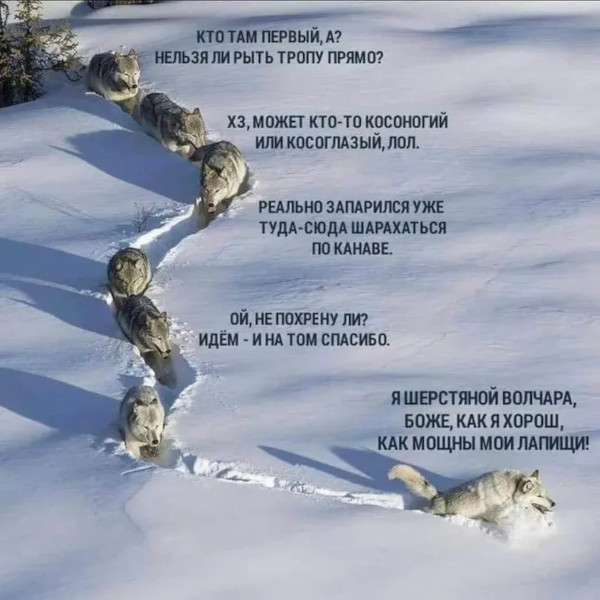 КТО ТАМ ПЕРВЫЙ, А?
НЕЛЬЗЯ ЛИ РЫТЬ ТРОПУ ПРЯМО?
ХЗ, МОЖЕТ КТО-ТО КОСОНОГИЙ
ИЛИ КОСОГЛАЗЫЙ, ЛОЛ.
РЕАЛЬНО ЗАПАРИЛСЯ УЖЕ
ТУДА-СЮДА ШАРАХАТЬСЯ
ПО КАНАВЕ.
ОЙ, НЕ ПОХРЕНУ ЛИ?
ИДЁМ - И НА ТОМ СПАСИБО.
Я ШЕРСТЯНОЙ ВОЛЧАРА,
БОЖЕ, КАК Я ХОРОШ,
КАК МОЩНЫ МОИ ЛАПИЩИ!